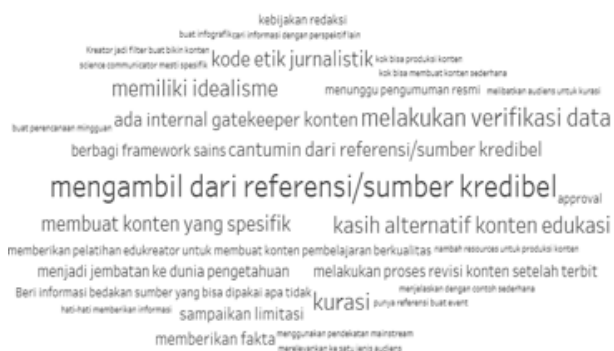 kebijakan redaksi
buat infografik cari informasi dengan perspektif lain
Kreator jadi filter buat bikin konten
science communicator mesti spesifik
kode etik jurnalistik
kok bisa produksi konten
kok bisa membuat konten sederhana
memiliki idealisme
menunggu pengumuman resmi
melibatkan audiens untuk kurasi
buat perencanaan mingguan
ada internal gatekeeper konten
melakukan verifikasi data
berbagi framework sains
cantumin dari referensi/sumber kredibel
mengambil dari referensi/sumber kredibel
approval
membuat konten yang spesifik
kasih alternatif konten edukasi
memberikan pelatihan edukreator untuk membuat konten pembelajaran berkualitas
nambah resources untuk produksi konten
menjadi jembatan ke dunia pengetahuan
melakukan proses revisi konten setelah terbit
Beri informasi bedakan sumber yang bisa dipakai apa tidak
kurasi
menjelaskan dengan contoh sederhana
punya referensi buat event
hati-hati memberikan informasi
sampaikan limitasi
memberikan fakta
menggunakan pendekatan mainstream
merelevankan ke satu jenis audiens